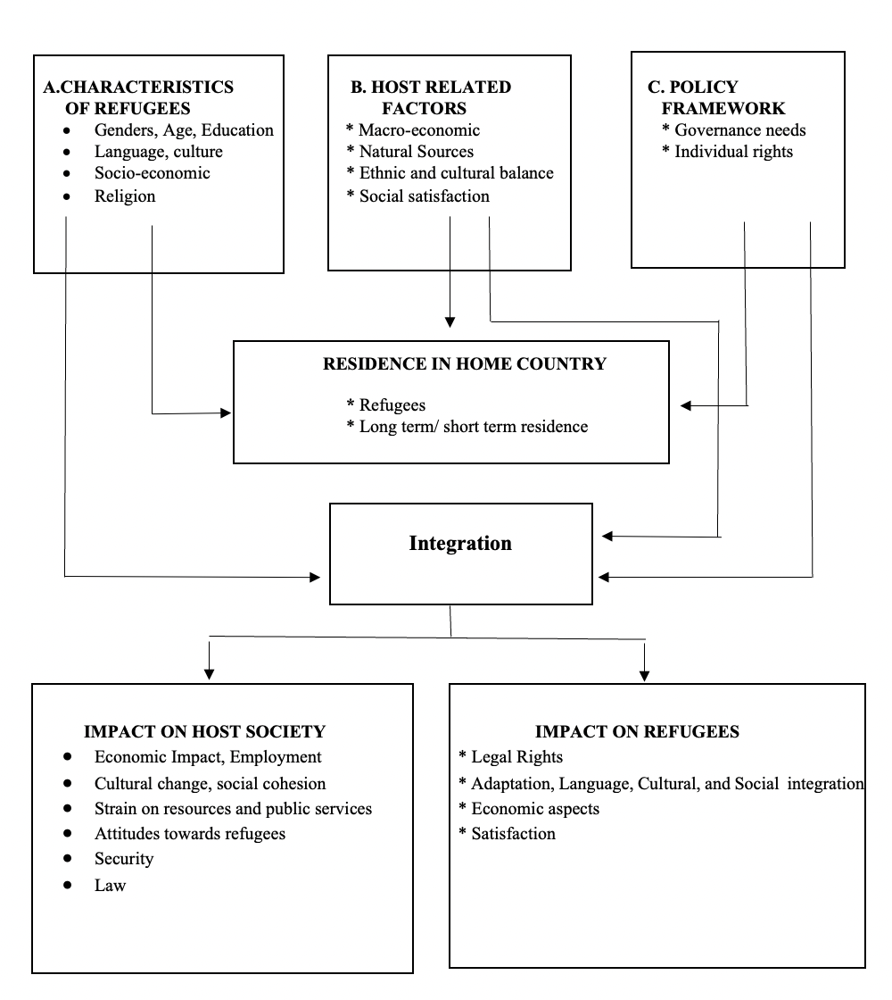 A.CHARACTERISTICS
OF REFUGEES
• Genders, Age, Education
• Language, culture
• Socio-economic
• Religion
B. HOST RELATED
FACTORS
* Macro-economic
* Natural Sources
* Ethnic and cultural balance
* Social satisfaction
C. POLICY
FRAMEWORK
* Governance needs
* Individual rights
RESIDENCE IN HOME COUNTRY
* Refugees
* Long term/ short term residence
Integration
IMPACT ON HOST SOCIETY
• Economic Impact, Employment
• Cultural change, social cohesion
• Strain on resources and public services
• Attitudes towards refugees
• Security
• Law
IMPACT ON REFUGEES
* Legal Rights
* Adaptation, Language, Cultural, and Social integration
* Economic aspects
* Satisfaction